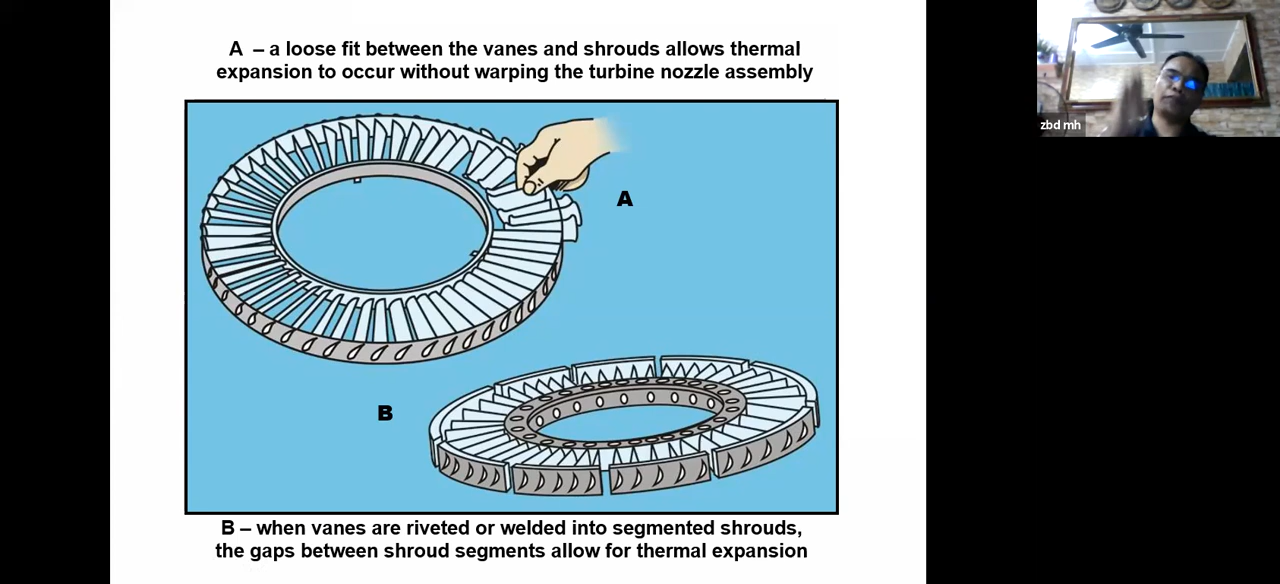 A – a loose fit between the vanes and shrouds allows thermal
expansion to occur without warping the turbine nozzle assembly
zbd mh
A
B
B – when vanes are riveted or welded into segmented shrouds,
the gaps between shroud segments allow for thermal expansion